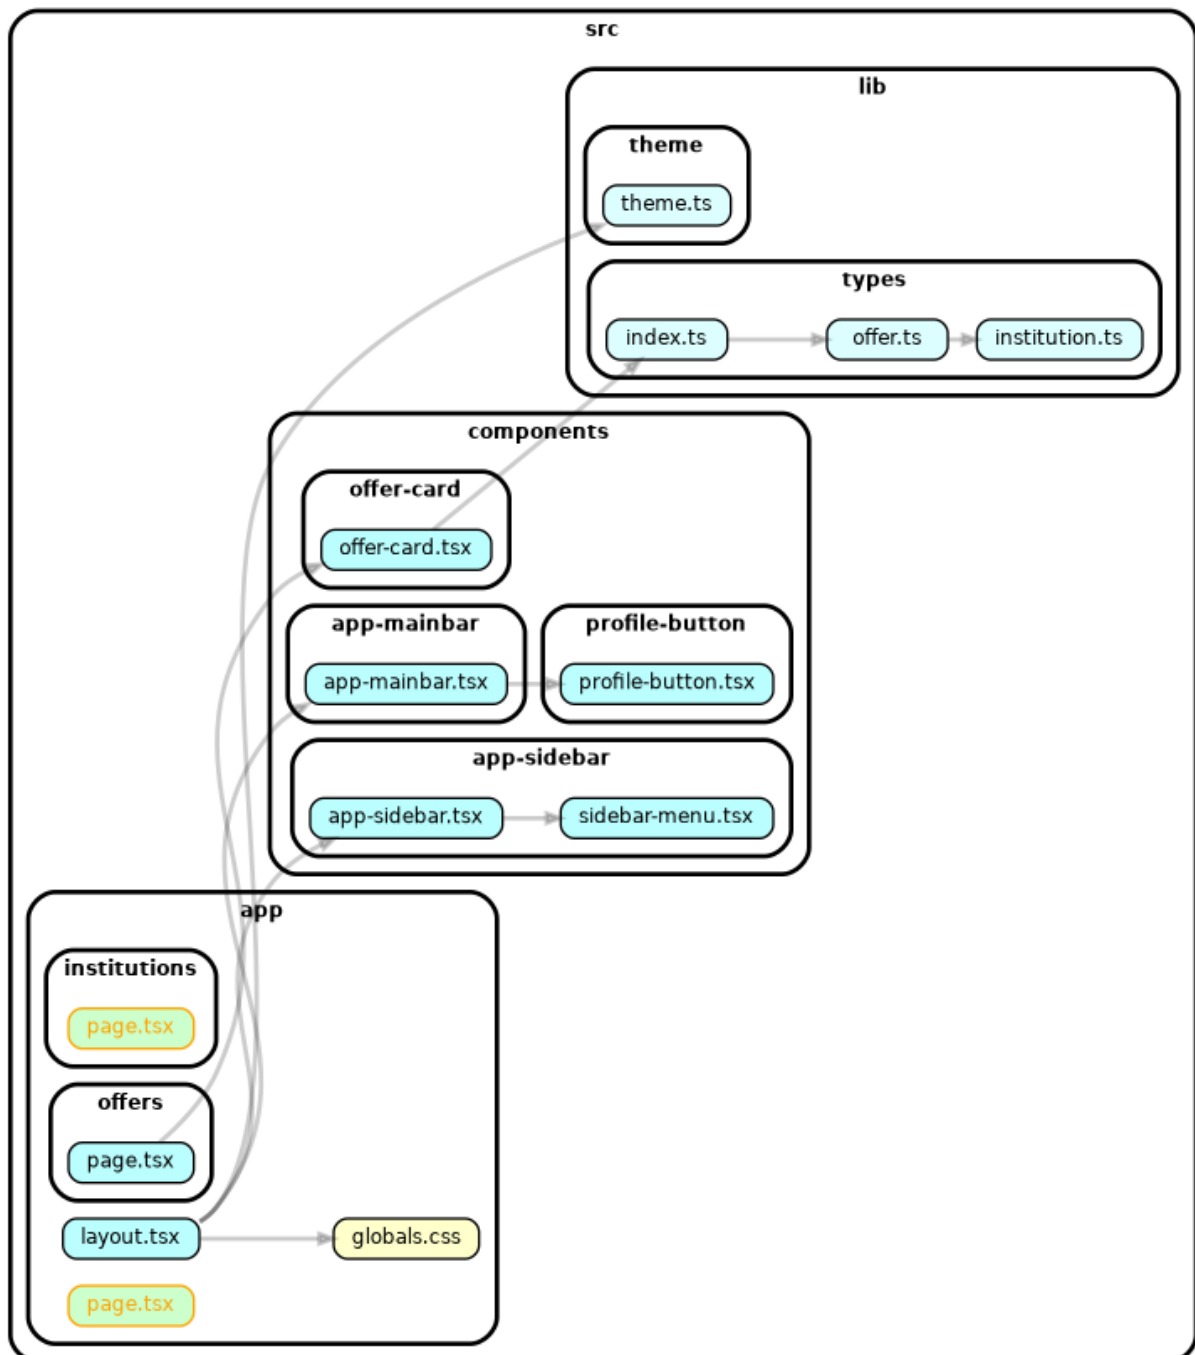 src
lib
theme
theme.ts
types
index.ts
offer.ts
institution.ts
components
offer-card
offer-card.tsx
app-mainbar
profile-button
app-mainbar.tsx
profile-button.tsx
app-sidebar
app-sidebar.tsx
sidebar-menu.tsx
app
institutions
page.tsx
offers
page.tsx
layout.tsx
globals.css
page.tsx